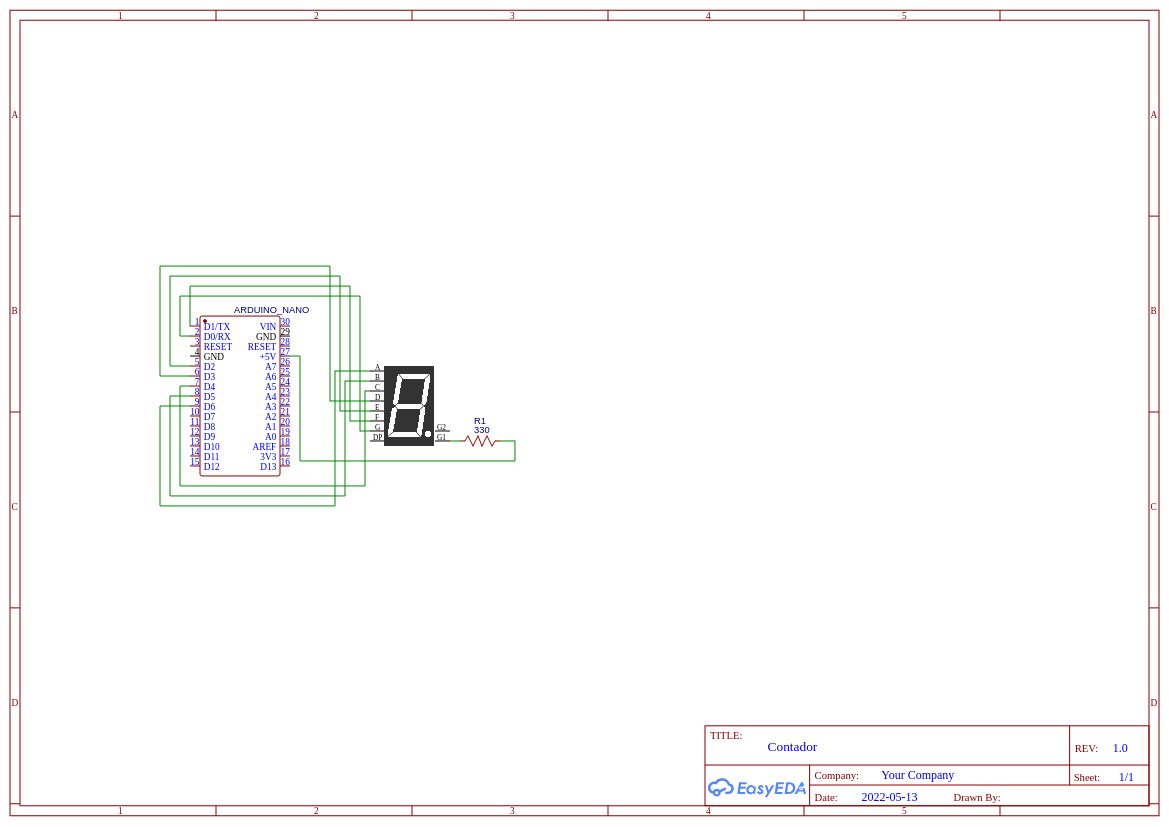 1 2 3 4 5
A A
B B
ARDUINO_NANO
1 D1/TX VIN 30
2 D0/RX GND 29
3 RESET RESET 28
4 GND +5V 27
5 D2 A7 26
6 D3 A6 25
7 D4 A5 24
8 D5 A4 23
9 D6 A3 22
10 D7 A2 21
11 D8 A1 20
12 D9 A0 19
13 D10 AREF 18
14 D11 3V3 17
15 D12 D13 16
A
B
C
D
E
F
G G2
DP G1
R1
330
C C
D D
TITLE:
Contador
REV: 1.0
EasyEDA
Company: Your Company
Sheet: 1/1
Date: 2022-05-13 Drawn By:
1 2 3 4 5